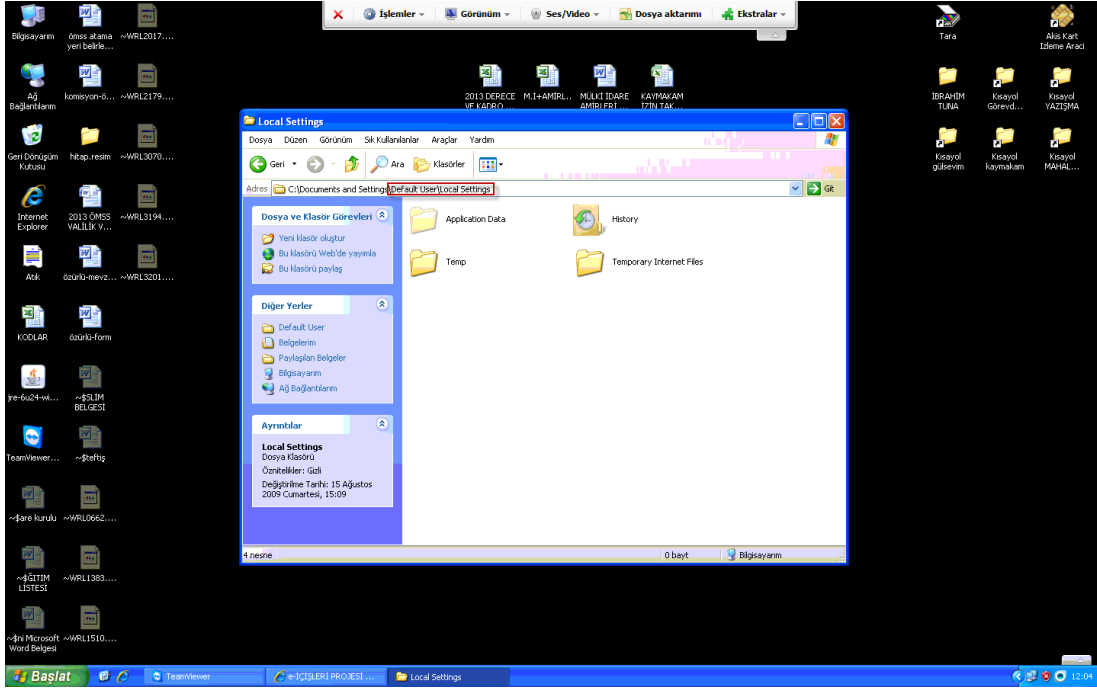 İşlemler
Görünüm
Ses/Video
Dosya aktarımı
Ekstralar
Bilgisayarım
ömss atama
yeri belirle...
~WRL2017....
Tara
Akis Kart
Izleme Araci
Ağ
Bağlantılarım
komisyon-ö...
~WRL2179....
2013 DERECE
VE KADRO ...
M.İ+AMİRL...
MÜLKİ İDARE
AMİRLERİ ...
KAYMAKAM
İZİN TAK...
İBRAHİM
TUNA
Kısayol
Görevd...
Kısayol
YAZIŞMA
Geri Dönüşüm
Kutusu
hitap.resim
~WRL3070....
Kısayol
gülsevim
Kısayol
kaymakam
Kısayol
MAHAL...
Internet
Explorer
2013 ÖMSS
VALİLİK V...
~WRL3194....
Atık
özürlü-mevz...
~WRL3201....
KODLAR
özürlü-form
jre-6u24-wi...
~$SLİM
BELGESİ
TeamViewer...
~$teftiş
~$are kurulu
~WRL0662....
~$ĞİTİM
LİSTESİ
~WRL1383....
~$ni Microsoft
Word Belgesi
~WRL1510....
Local Settings
Dosya Düzen Görünüm Sık Kullanılanlar Araçlar Yardım
Geri Ara Klasörler
Adres C:\Documents and Settings\Default User\Local Settings Git
Dosya ve Klasör Görevleri
Yeni klasör oluştur
Bu klasörü Web'de yayımla
Bu klasörü paylaş
Diğer Yerler
Default User
Belgelerim
Paylaşılan Belgeler
Bilgisayarım
Ağ Bağlantılarım
Ayrıntılar
Local Settings
Dosya Klasörü
Öznitelikler: Gizli
Değiştirilme Tarihi: 15 Ağustos
2009 Cumartesi, 15:09
Application Data
History
Temp
Temporary Internet Files
4 nesne 0 bayt Bilgisayarım
Başlat TeamViewer e-İÇİŞLERİ PROJESİ ... Local Settings 12:04